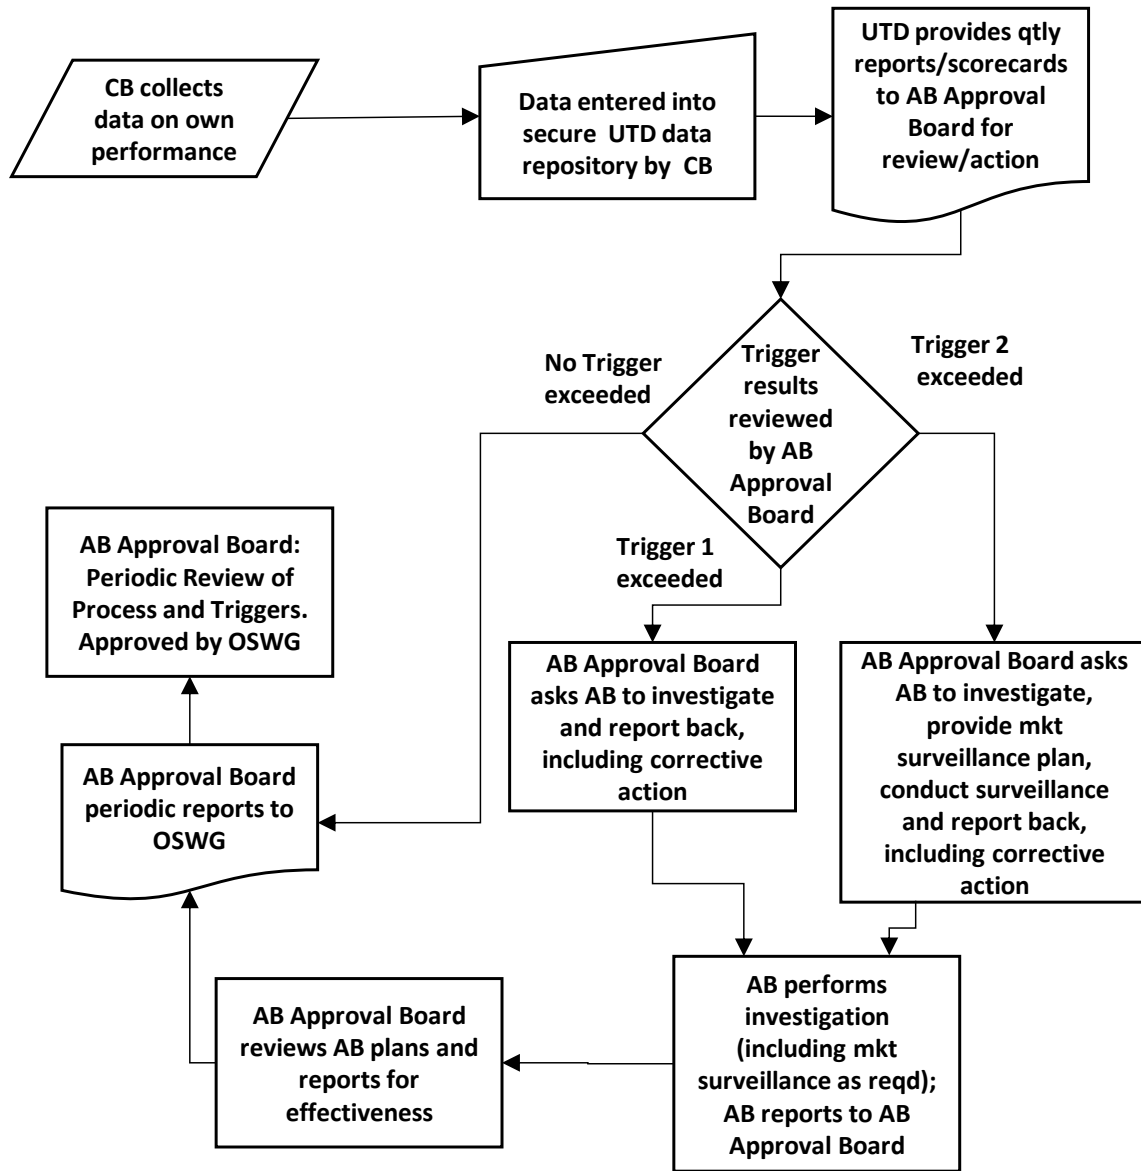 CB collects
data on own
performance
Data entered into
secure UTD data
repository by CB
UTD provides qtly
reports/scorecards
to AB Approval
Board for
review/action
No Trigger
exceeded
Trigger
results
reviewed
by AB
Approval
Board
Trigger 2
exceeded
Trigger 1
exceeded
AB Approval Board:
Periodic Review of
Process and Triggers.
Approved by OSWG
AB Approval Board
asks AB to investigate
and report back,
including corrective
action
AB Approval Board asks
AB to investigate,
provide mkt
surveillance plan,
conduct surveillance
and report back,
including corrective
action
AB Approval Board
periodic reports to
OSWG
AB Approval Board
reviews AB plans and
reports for
effectiveness
AB performs
investigation
(including mkt
surveillance as reqd);
AB reports to AB
Approval Board